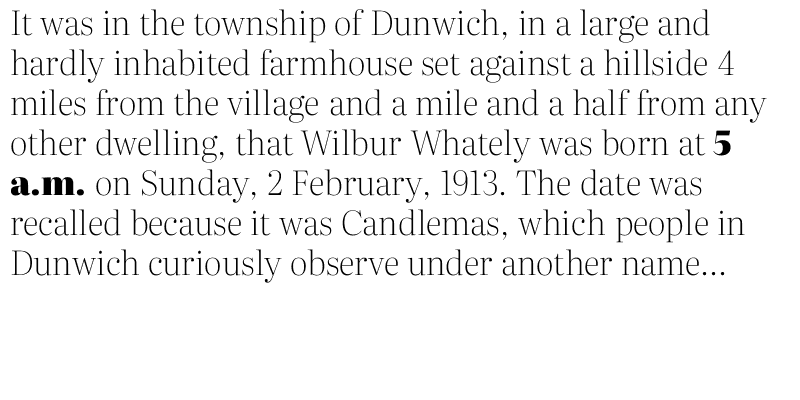 It was in the township of Dunwich, in a large and
hardly inhabited farmhouse set against a hillside 4
miles from the village and a mile and a half from any
other dwelling, that Wilbur Whately was born at 5
a.m. on Sunday, 2 February, 1913. The date was
recalled because it was Candlemas, which people in
Dunwich curiously observe under another name...